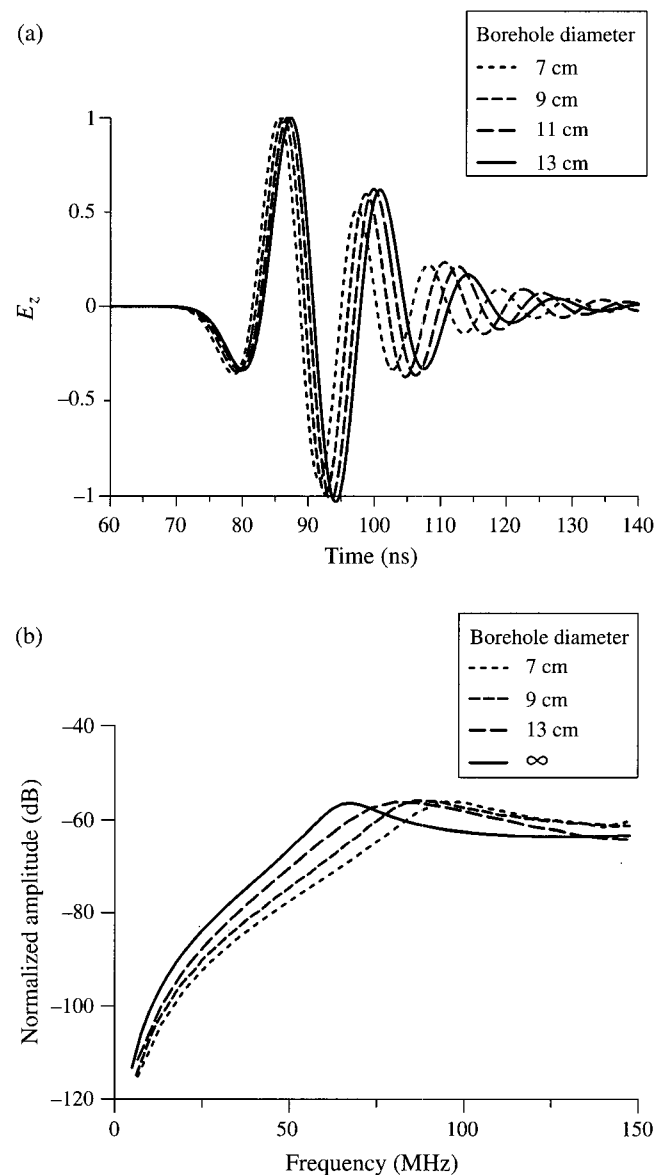 (a)
Borehole diameter
7 cm
9 cm
11 cm
13 cm
1
0.5
0
−0.5
−1
E_z
60 70 80 90 100 110 120 130 140
Time (ns)
(b)
Borehole diameter
7 cm
9 cm
13 cm
∞
−40
−60
−80
−100
−120
Normalized amplitude (dB)
0 50 100 150
Frequency (MHz)